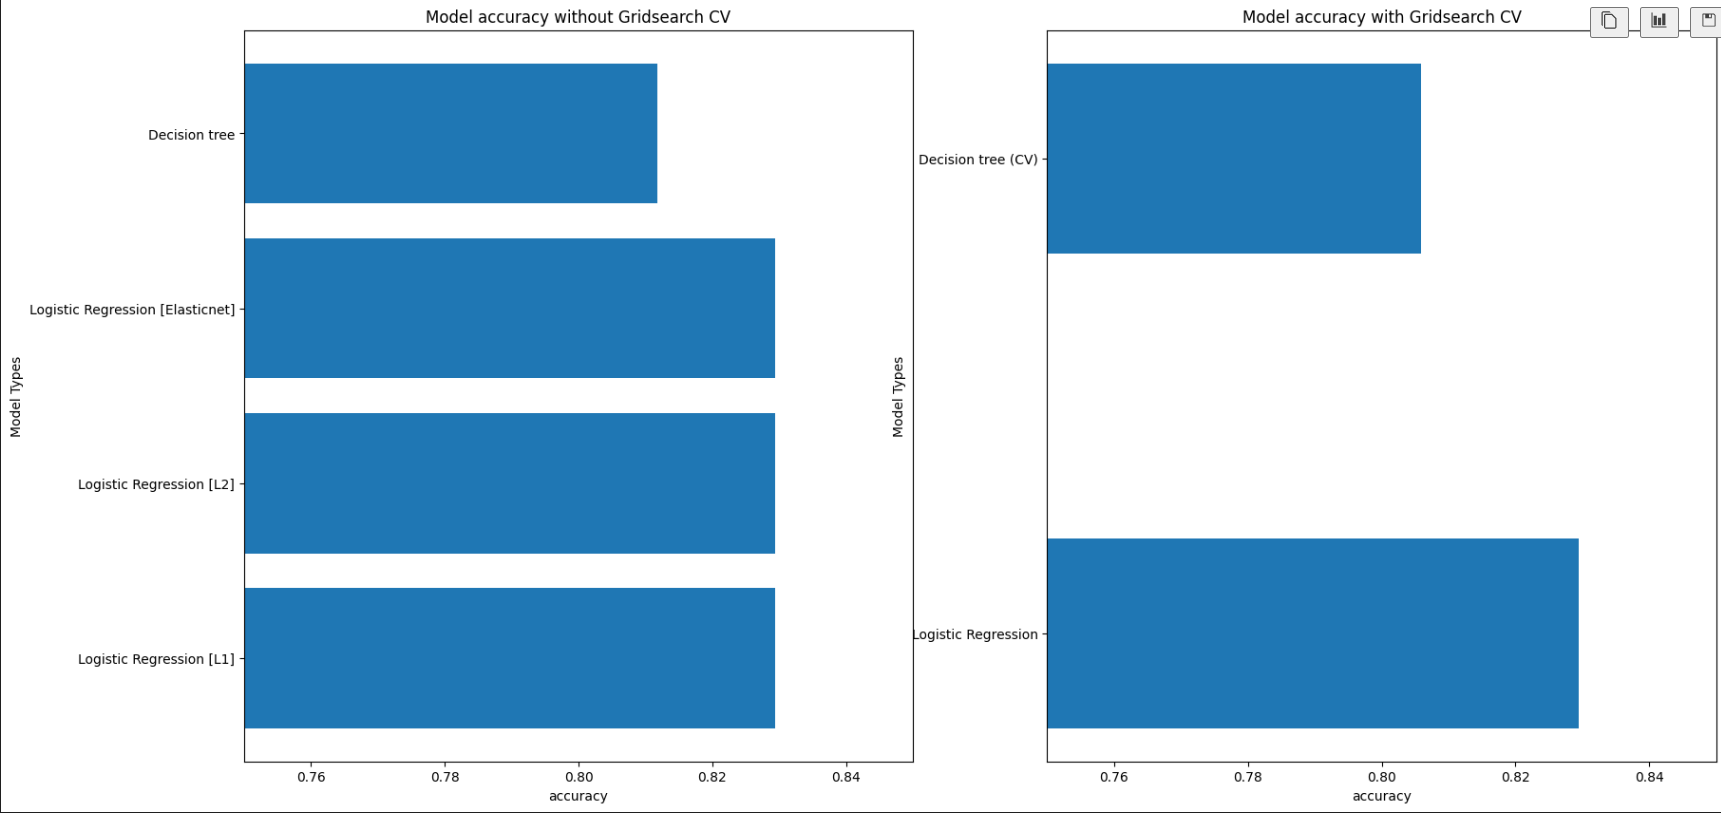 Model accuracy without Gridsearch CV
Model Types
Decision tree
Logistic Regression [Elasticnet]
Logistic Regression [L2]
Logistic Regression [L1]
0.76 0.78 0.80 0.82 0.84
accuracy
Model accuracy with Gridsearch CV
Model Types
Decision tree (CV)
Logistic Regression
0.76 0.78 0.80 0.82 0.84
accuracy